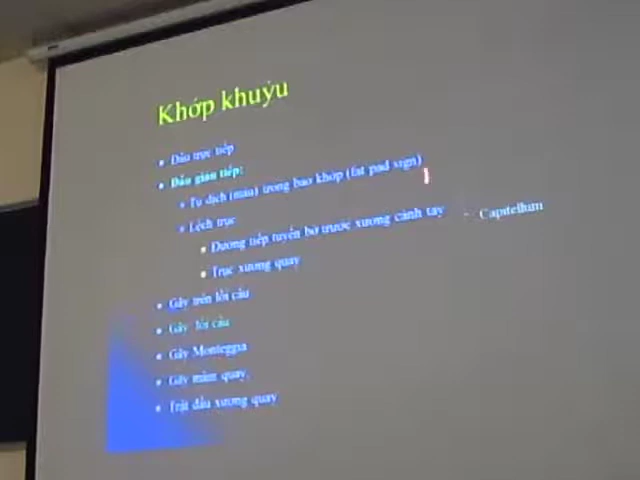 Khớp khuỷu
Dấu trực tiếp
Dấu gián tiếp:
Tụ dịch (máu) trong bao khớp (fat pad sign)
Lệch trục
Đường tiếp tuyến bờ trước xương cánh tay - Capitellum
Trục xương quay
Gãy trên lồi cầu
Gãy lồi cầu
Gãy Monteggia
Gãy mâm quay.
Trật đầu xương quay